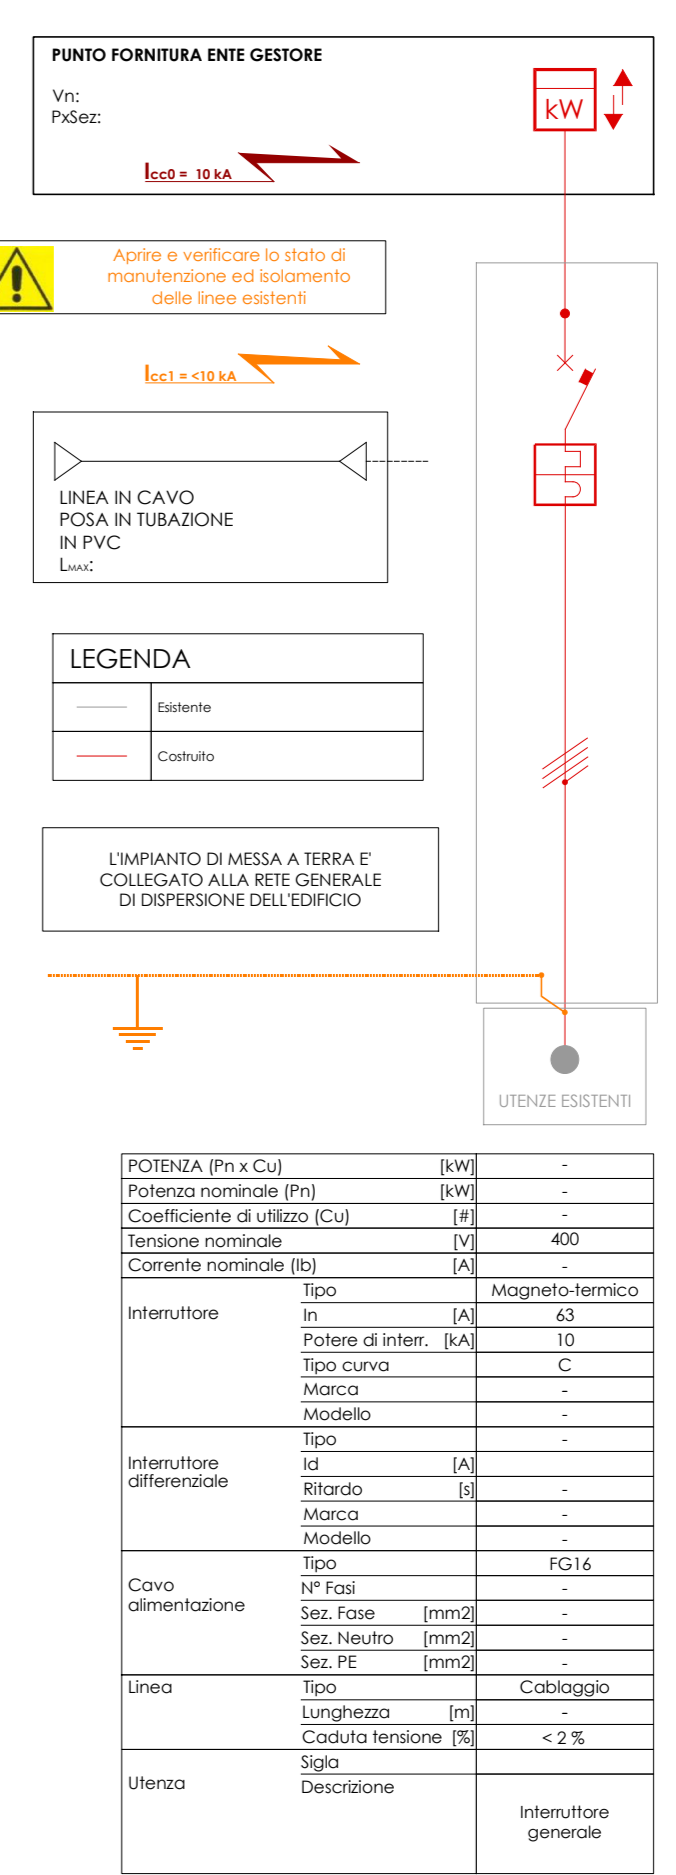 PUNTO FORNITURA ENTE GESTORE
Vn:
PxSez:
kW
Icc0 = 10 kA
Aprire e verificare lo stato di
manutenzione ed isolamento
delle linee esistenti
Icc1 = <10 kA
LINEA IN CAVO
POSA IN TUBAZIONE
IN PVC
LMAX:
LEGENDA
Esistente
Costruito
L'IMPIANTO DI MESSA A TERRA E'
COLLEGATO ALLA RETE GENERALE
DI DISPERSIONE DELL'EDIFICIO
UTENZE ESISTENTI
POTENZA (Pn x Cu) [kW] -
Potenza nominale (Pn) [kW] -
Coefficiente di utilizzo (Cu) [#] -
Tensione nominale [V] 400
Corrente nominale (Ib) [A] -
Interruttore
Tipo Magneto-termico
In [A] 63
Potere di interr. [kA] 10
Tipo curva C
Marca -
Modello -
Interruttore
differenziale
Tipo -
Id [A]
Ritardo [s] -
Marca -
Modello -
Cavo
alimentazione
Tipo FG16
N° Fasi -
Sez. Fase [mm2] -
Sez. Neutro [mm2] -
Sez. PE [mm2] -
Linea
Tipo Cablaggio
Lunghezza [m] -
Caduta tensione [%] < 2 %
Utenza
Sigla
Descrizione
Interruttore
generale